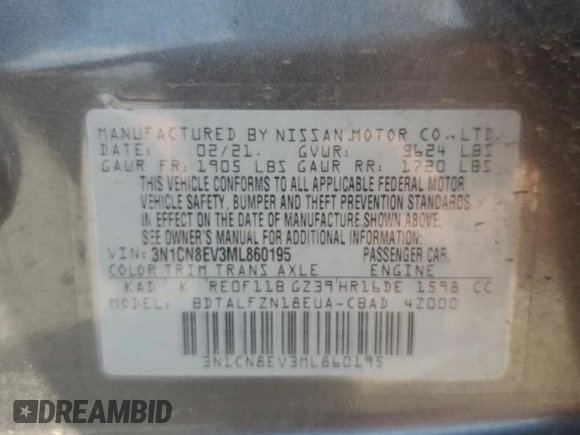 MANUFACTURED BY NISSAN MOTOR CO., LTD.
DATE: 02/21. GVWR: 3624 LBS
GAWR FR: 1905 LBS GAWR RR: 1720 LBS
THIS VEHICLE CONFORMS TO ALL APPLICABLE FEDERAL MOTOR
VEHICLE SAFETY, BUMPER AND THEFT PREVENTION STANDARDS
IN EFFECT ON THE DATE OF MANUFACTURE SHOWN ABOVE.
SEE OWNER'S MANUAL FOR ADDITIONAL INFORMATION.
VIN: 3N1CN8EV3ML860195 PASSENGER CAR.
COLOR TRIM TRANS AXLE ENGINE
KAD K RE0F11B GZ39 HR16DE 1598 CC
MODEL: BDTALFZN18EUA-CBAD 4Z000
3N1CN8EV3ML860195
DREAMBID